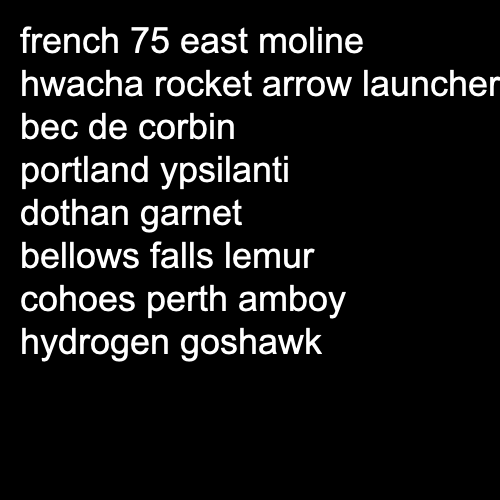 french 75 east moline
hwacha rocket arrow launcher
bec de corbin
portland ypsilanti
dothan garnet
bellows falls lemur
cohoes perth amboy
hydrogen goshawk